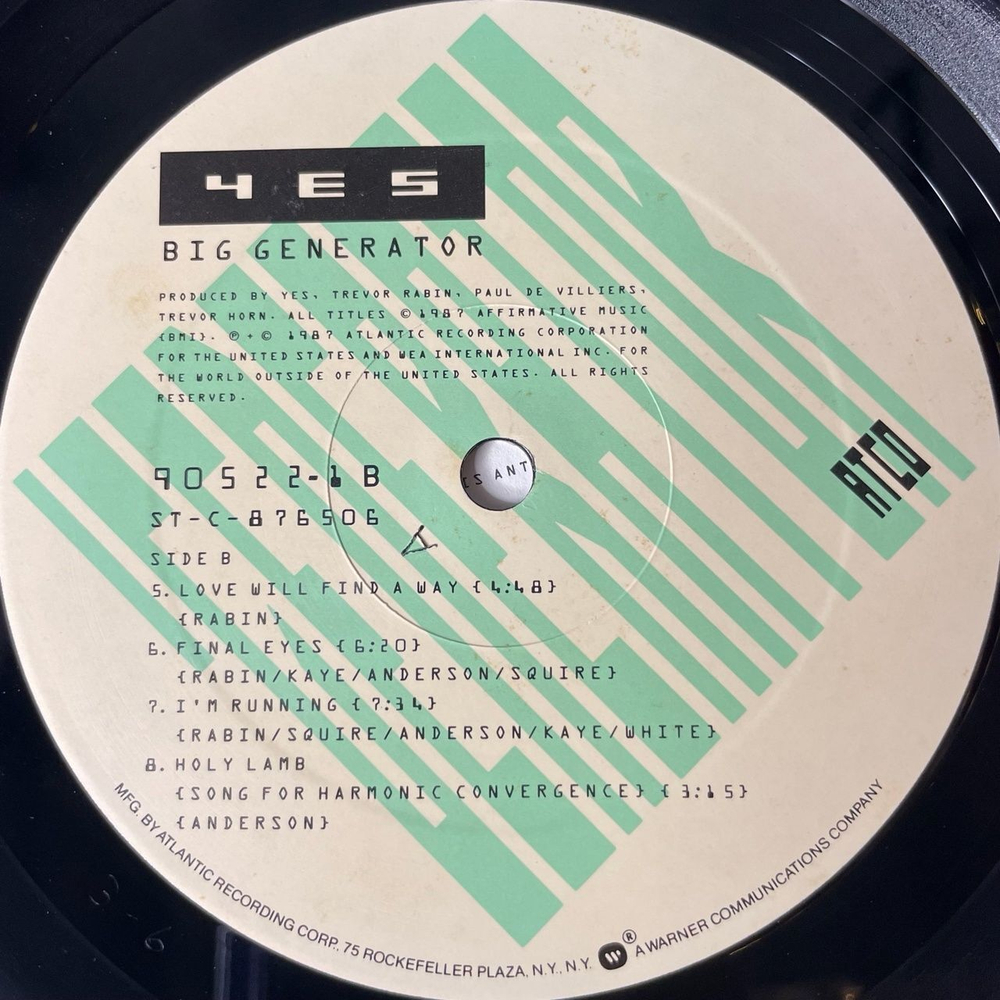 YES
BIG GENERATOR
PRODUCED BY YES, TREVOR RABIN, PAUL DE VILLIERS,
TREVOR HORN. ALL TITLES ©1987 AFFIRMATIVE MUSIC
{BMI}. ℗+© 1987 ATLANTIC RECORDING CORPORATION
FOR THE UNITED STATES AND WEA INTERNATIONAL INC. FOR
THE WORLD OUTSIDE OF THE UNITED STATES. ALL RIGHTS
RESERVED.
IS ANT
ATCO
90522-1 B
ST-C-876506
SIDE B
5. LOVE WILL FIND A WAY {4:48}
{RABIN}
6. FINAL EYES {6:20}
{RABIN/KAYE/ANDERSON/SQUIRE}
7. I'M RUNNING {7:34}
{RABIN/SQUIRE/ANDERSON/KAYE/WHITE}
8. HOLY LAMB
{SONG FOR HARMONIC CONVERGENCE} {3:15}
{ANDERSON}
MFG. BY ATLANTIC RECORDING CORP., 75 ROCKEFELLER PLAZA, N.Y., N.Y. ® A WARNER COMMUNICATIONS COMPANY